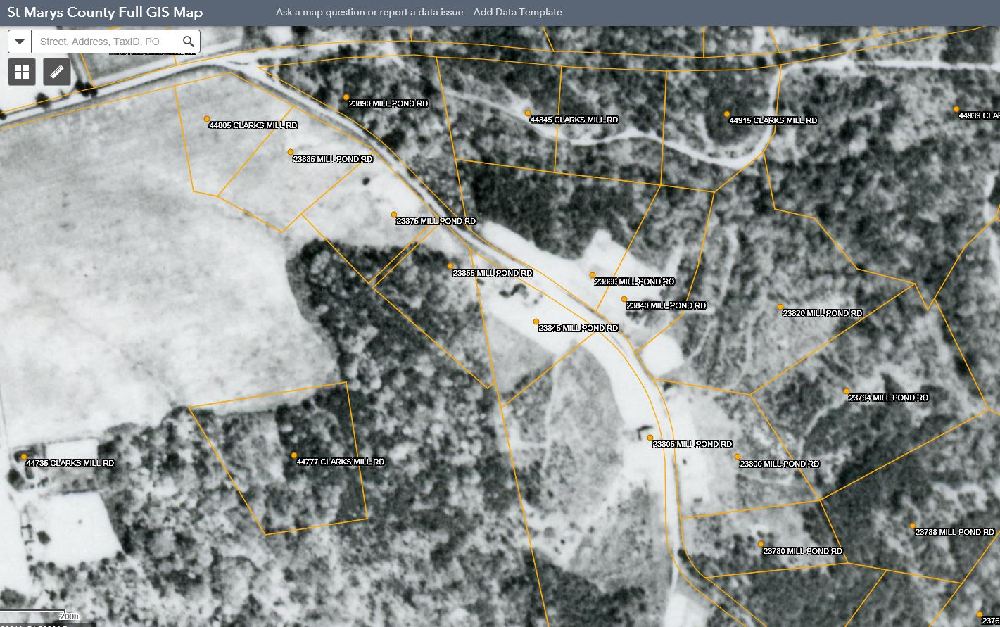 St Marys County Full GIS Map
Ask a map question or report a data issue Add Data Template
Street, Address, TaxID, PO
23890 MILL POND RD
44845 CLARKS MILL RD
44915 CLARKS MILL RD
44939 CLAR
44805 CLARKS MILL RD
23885 MILL POND RD
23875 MILL POND RD
23855 MILL POND RD
23860 MILL POND RD
23840 MILL POND RD
23820 MILL POND RD
23845 MILL POND RD
23794 MILL POND RD
23805 MILL POND RD
44735 CLARKS MILL RD
44777 CLARKS MILL RD
23800 MILL POND RD
23788 MILL POND RD
23780 MILL POND RD
200ft
2376